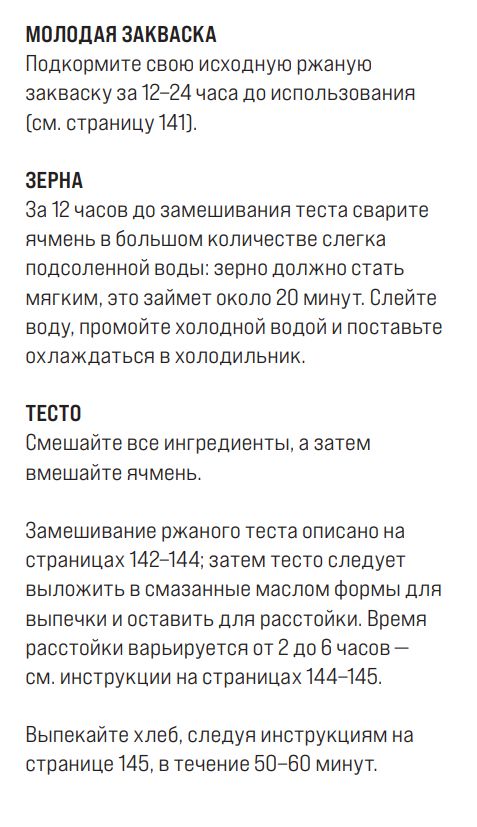 МОЛОДАЯ ЗАКВАСКА
Подкормите свою исходную ржаную
закваску за 12–24 часа до использования
(см. страницу 141).
ЗЕРНА
За 12 часов до замешивания теста сварите
ячмень в большом количестве слегка
подсоленной воды: зерно должно стать
мягким, это займет около 20 минут. Слейте
воду, промойте холодной водой и поставьте
охлаждаться в холодильник.
ТЕСТО
Смешайте все ингредиенты, а затем
вмешайте ячмень.
Замешивание ржаного теста описано на
страницах 142–144; затем тесто следует
выложить в смазанные маслом формы для
выпечки и оставить для расстойки. Время
расстойки варьируется от 2 до 6 часов —
см. инструкции на страницах 144–145.
Выпекайте хлеб, следуя инструкциям на
странице 145, в течение 50–60 минут.